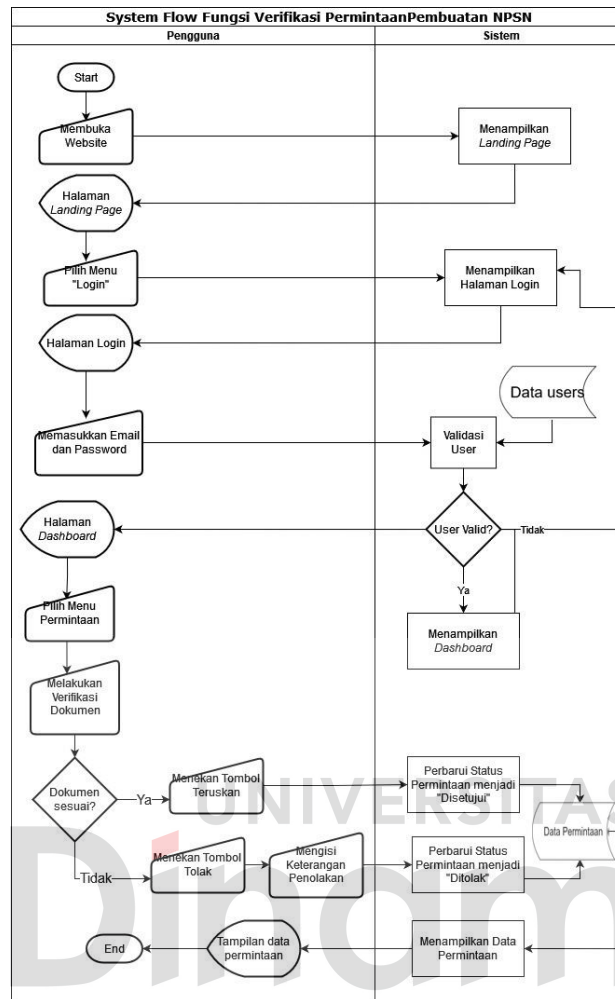 System Flow Fungsi Verifikasi PermintaanPembuatan NPSN
Pengguna
Sistem
Start
Membuka
Website
Menampilkan
Landing Page
Halaman
Landing Page
Pilih Menu
"Login"
Menampilkan
Halaman Login
Halaman Login
Data users
Memasukkan Email
dan Password
Validasi
User
Halaman
Dashboard
User Valid?
Tidak
Ya
Pilih Menu
Permintaan
Menampilkan
Dashboard
Melakukan
Verifikasi
Dokumen
Dokumen
sesuai?
Ya
Menekan Tombol
Teruskan
Perbarui Status
Permintaan menjadi
"Disetujui"
UNIVERSITAS
Data Permintaan
Tidak
Menekan Tombol
Tolak
Mengisi
Keterangan
Penolakan
Perbarui Status
Permintaan menjadi
"Ditolak"
Dinam
End
Tampilan data
permintaan
Menampilkan Data
Permintaan